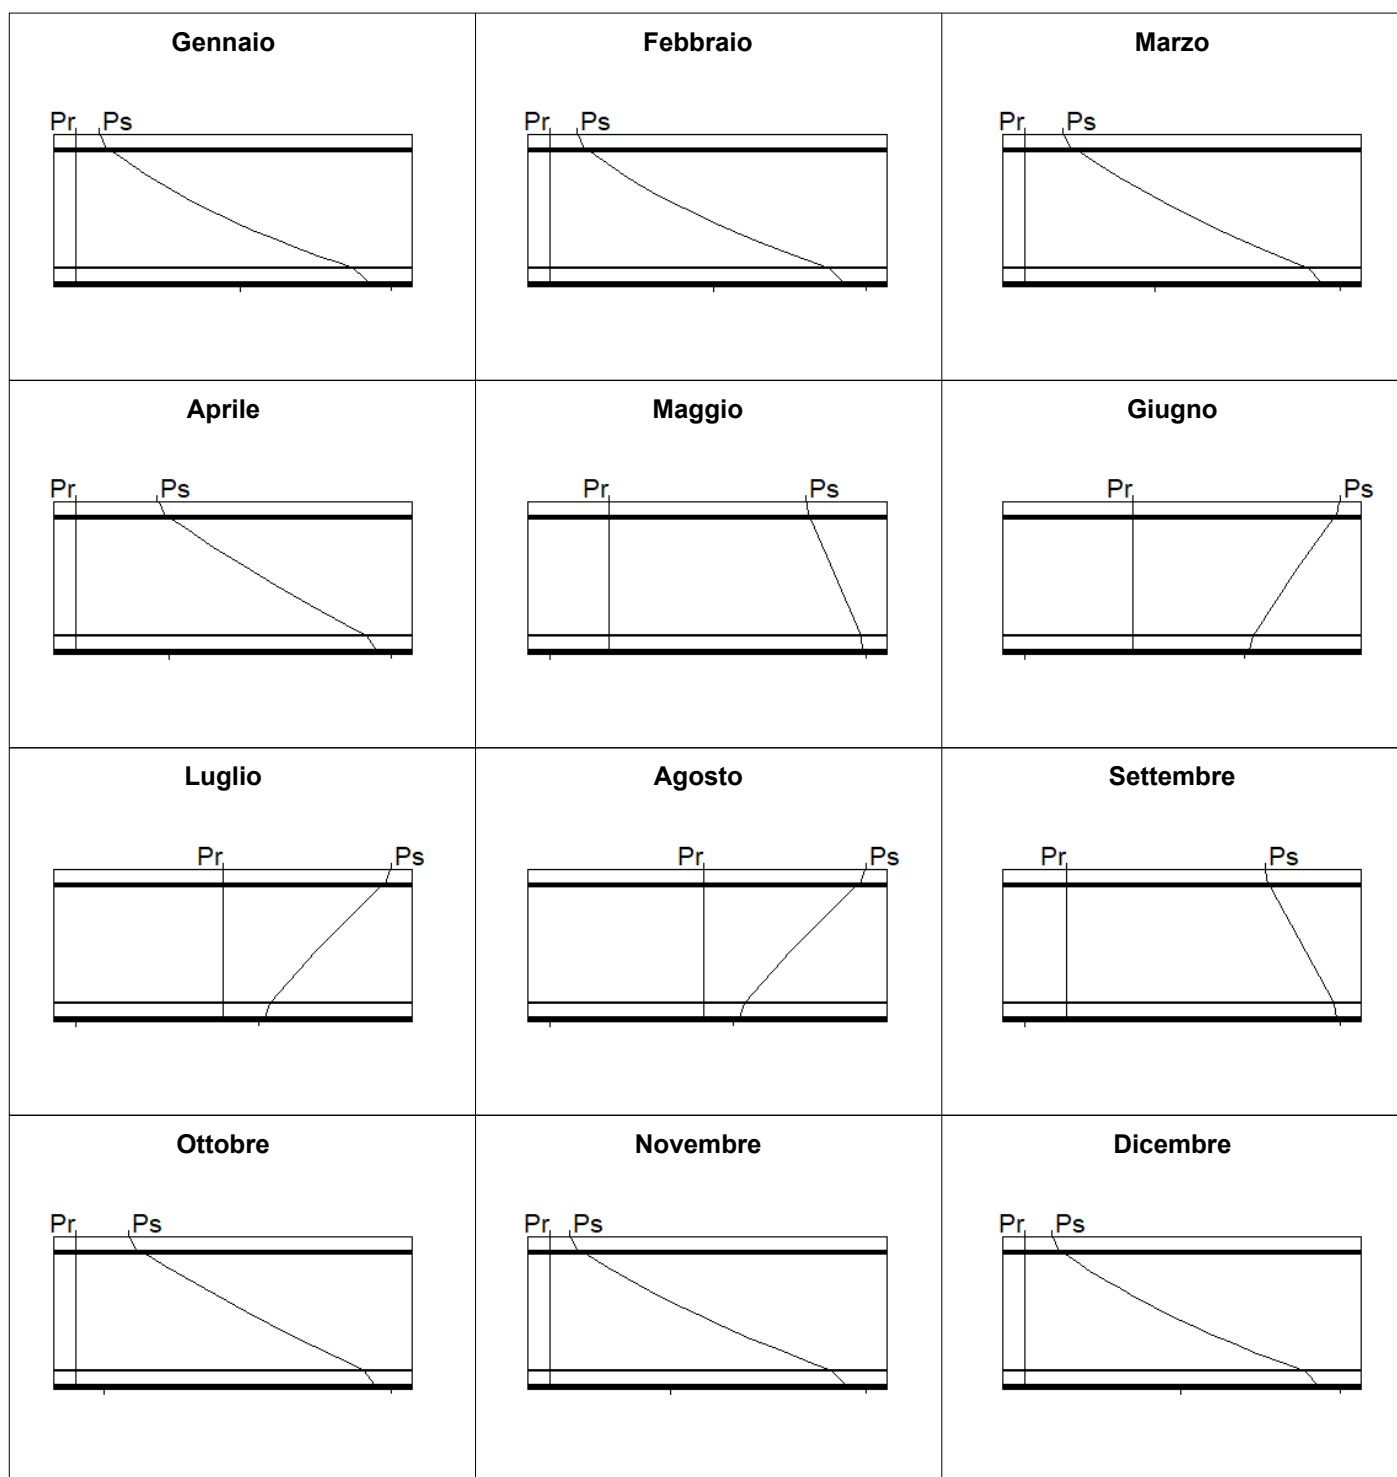 Gennaio Febbraio Marzo
Pr Ps Pr Ps Pr Ps
Aprile Maggio Giugno
Pr Ps Pr Ps Pr Ps
Luglio Agosto Settembre
Pr Ps Pr Ps Pr Ps
Ottobre Novembre Dicembre
Pr Ps Pr Ps Pr Ps